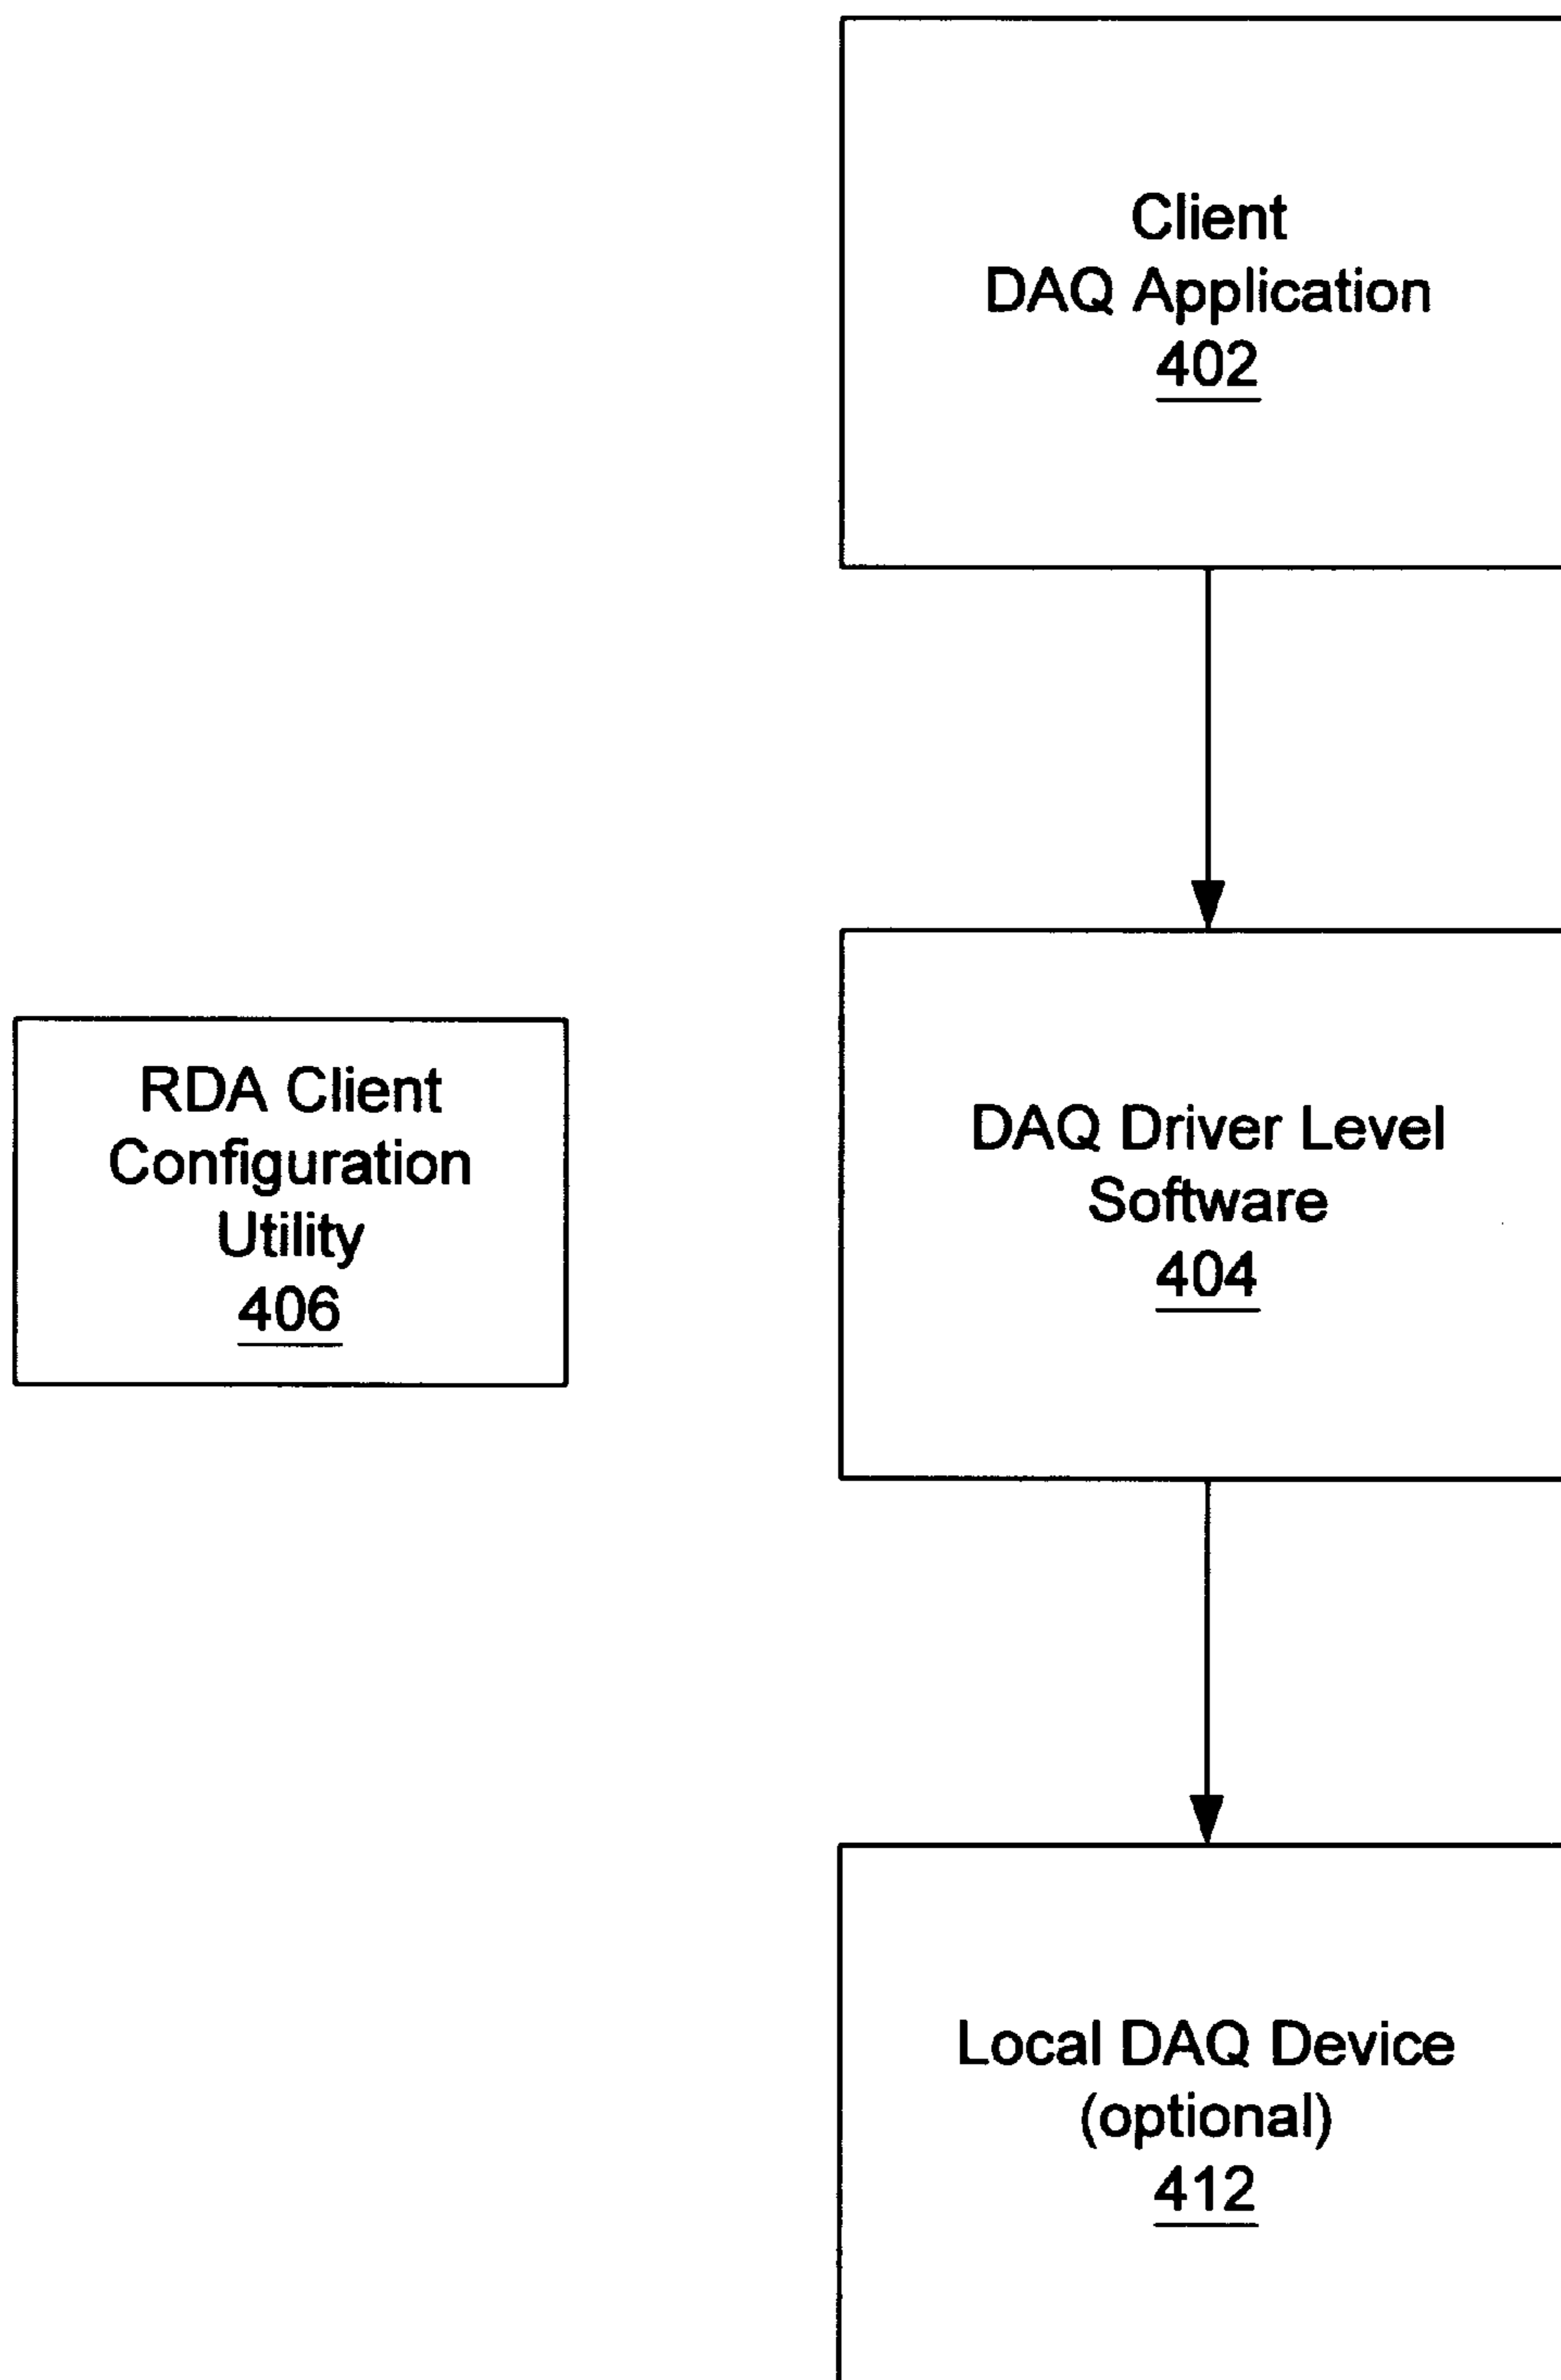 Client
DAQ Application
402
RDA Client
Configuration
Utility
406
DAQ Driver Level
Software
404
Local DAQ Device
(optional)
412